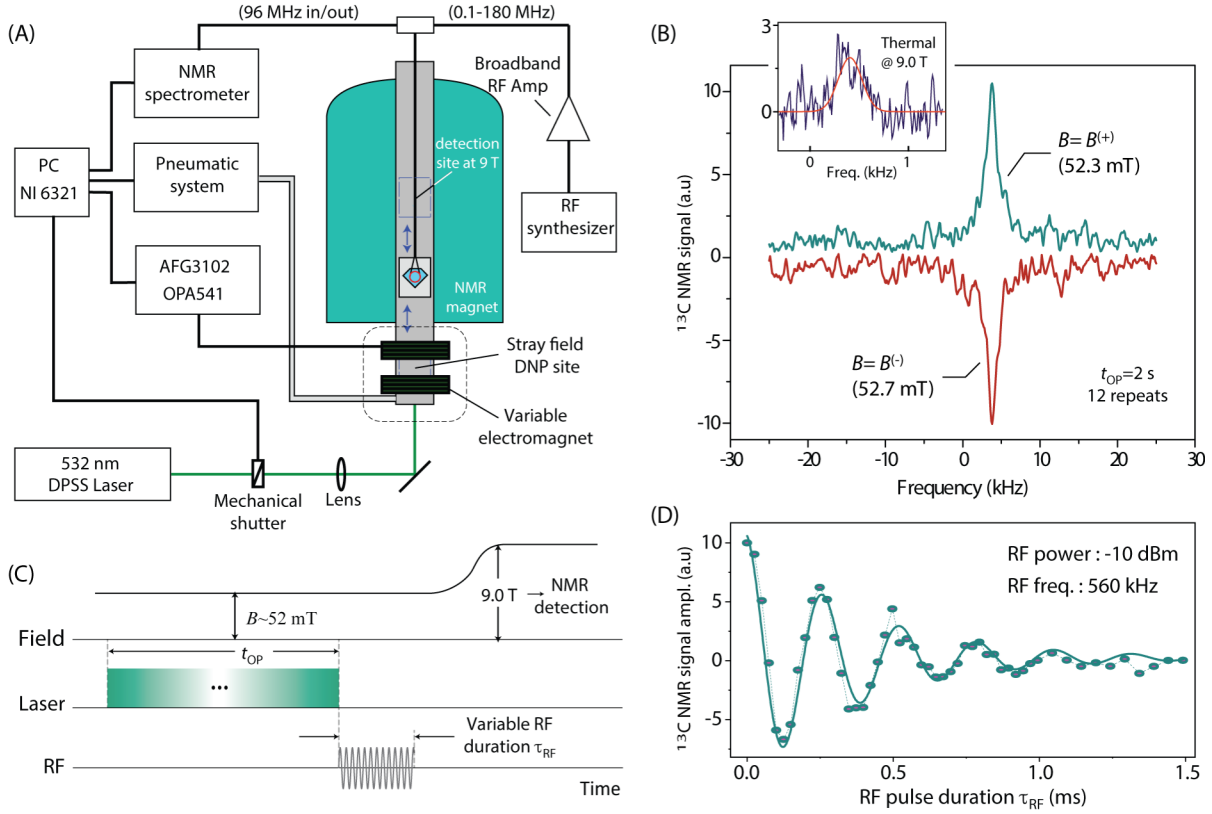 (A)
(96 MHz in/out)
(0.1-180 MHz)
NMR
spectrometer
Broadband
RF Amp
detection
site at 9 T
PC
NI 6321
Pneumatic
system
RF
synthesizer
AFG3102
OPA541
NMR
magnet
Stray field
DNP site
Variable
electromagnet
532 nm
DPSS Laser
Mechanical
shutter
Lens
(B)
3
0
Thermal
@ 9.0 T
0
1
Freq. (kHz)
10
5
0
-5
-10
¹³C NMR signal (a.u)
B= B⁽⁺⁾
(52.3 mT)
B= B⁽⁻⁾
(52.7 mT)
tOP=2 s
12 repeats
-30
-20
-10
0
10
20
30
Frequency (kHz)
(C)
9.0 T → NMR
detection
B~52 mT
Field
tOP
...
Laser
Variable RF
duration τRF
RF
Time
(D)
10
5
0
-5
¹³C NMR signal ampl. (a.u)
RF power : -10 dBm
RF freq. : 560 kHz
0.0
0.5
1.0
1.5
RF pulse duration τRF (ms)